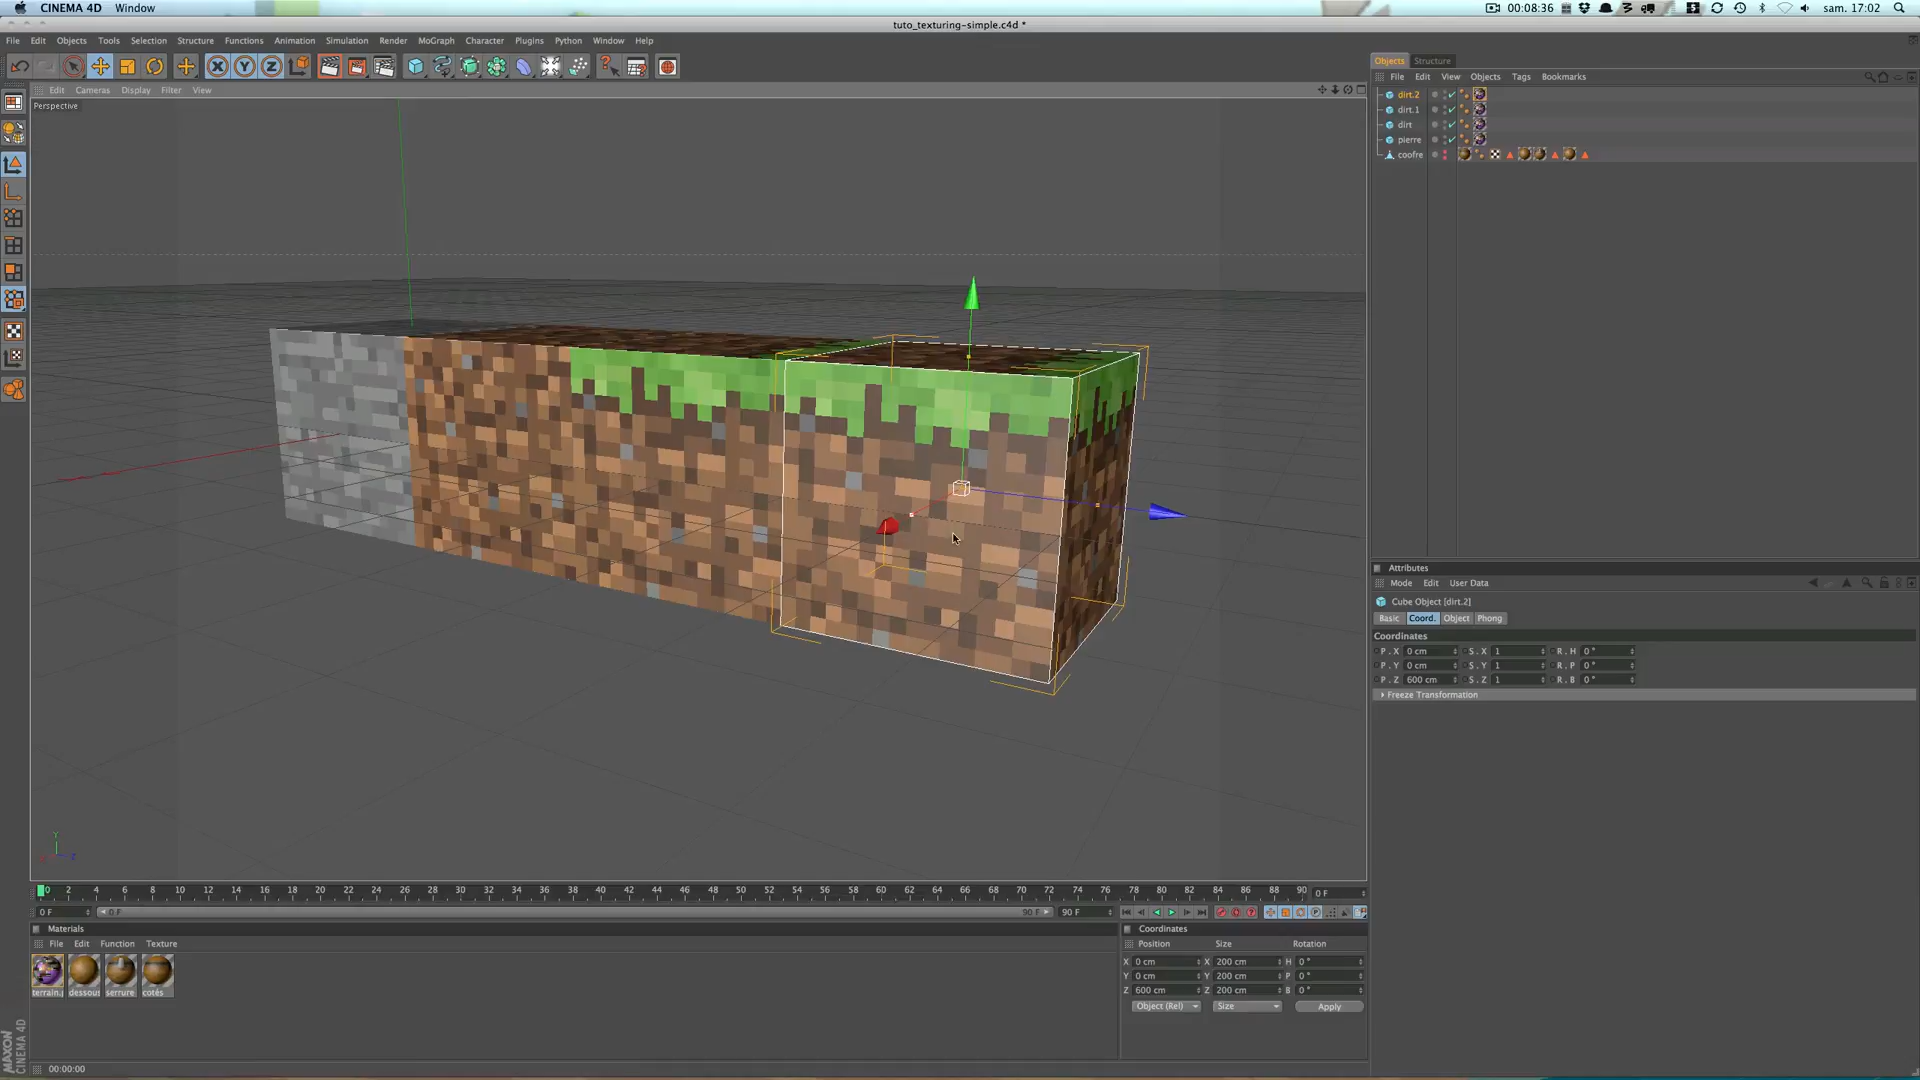 CINEMA 4D Window 00:08:36 sam. 17:02
tuto_texturing-simple.c4d *
File Edit Objects Tools Selection Structure Functions Animation Simulation Render MoGraph Character Plugins Python Window Help
Objects Structure
File Edit View Objects Tags Bookmarks
Edit Cameras Display Filter View
Perspective
dirt.2
dirt.1
dirt
pierre
coofre
Attributes
Mode Edit User Data
Cube Object [dirt.2]
Basic Coord. Object Phong
Coordinates
P . X 0 cm S . X 1 R . H 0 °
P . Y 0 cm S . Y 1 R . P 0 °
P . Z 600 cm S . Z 1 R . B 0 °
Freeze Transformation
Y
Z
0 2 4 6 8 10 12 14 16 18 20 22 24 26 28 30 32 34 36 38 40 42 44 46 48 50 52 54 56 58 60 62 64 66 68 70 72 74 76 78 80 82 84 86 88 90 0 F
0 F 0 F 90 F 90 F
Materials
File Edit Function Texture
terrain. dessous serrure cotés
Coordinates
Position Size Rotation
X 0 cm X 200 cm H 0 °
Y 0 cm Y 200 cm P 0 °
Z 600 cm Z 200 cm B 0 °
Object (Rel) Size Apply
MAXON
CINEMA 4D
00:00:00